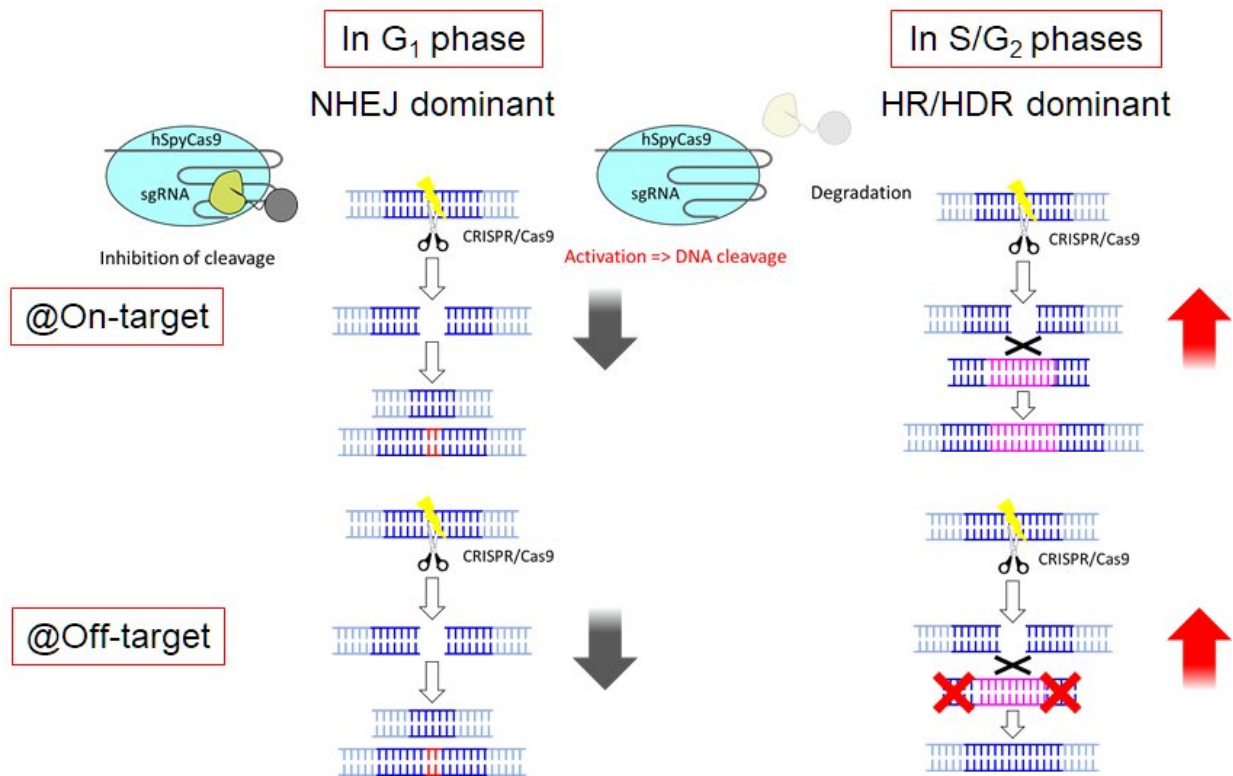 In G₁ phase
In S/G₂ phases
NHEJ dominant
HR/HDR dominant
hSpyCas9
sgRNA
Inhibition of cleavage
CRISPR/Cas9
hSpyCas9
sgRNA
Activation => DNA cleavage
Degradation
CRISPR/Cas9
@On-target
CRISPR/Cas9
CRISPR/Cas9
@Off-target